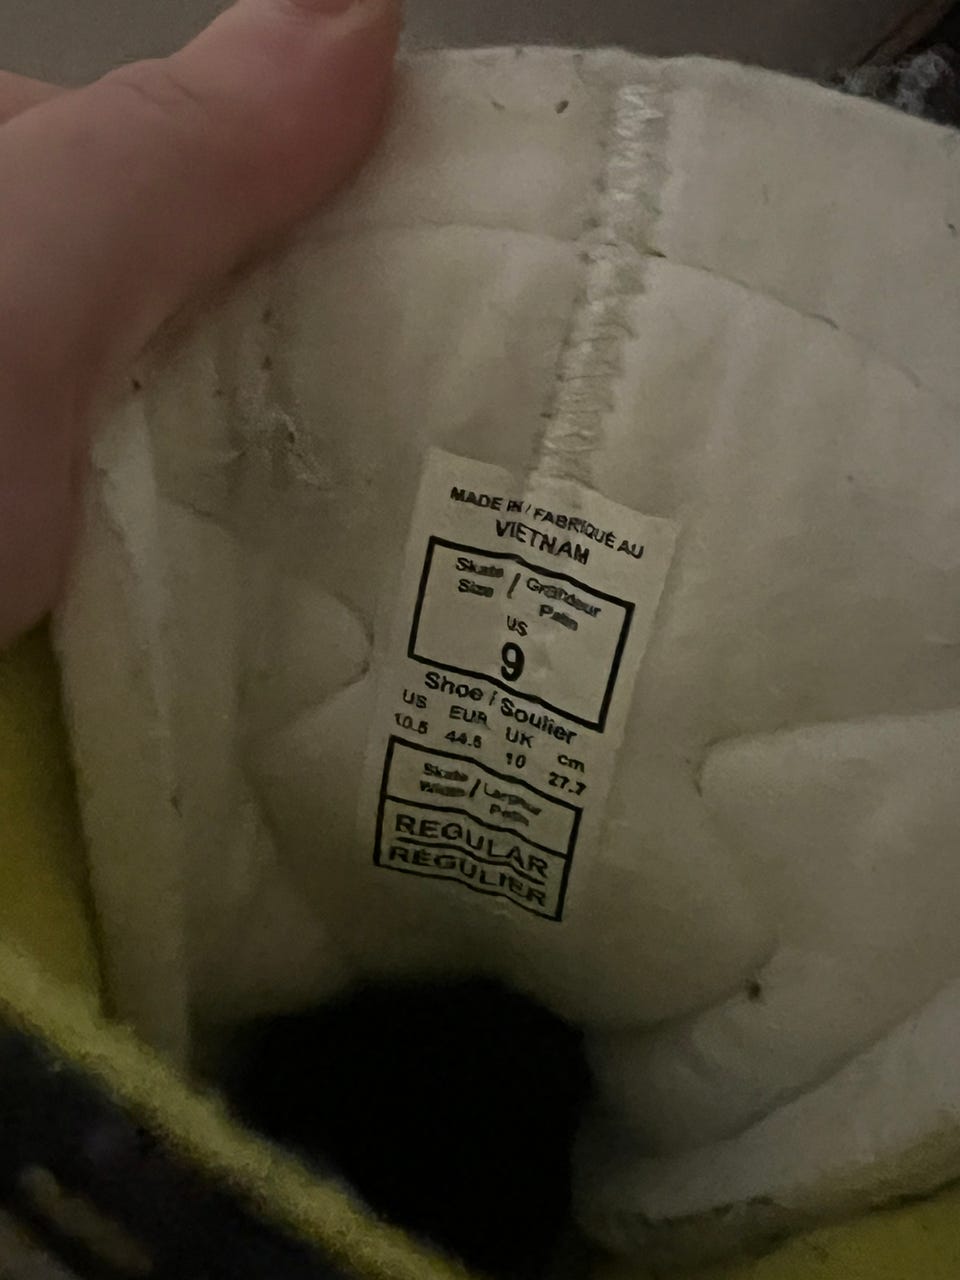 MADE IN / FABRIQUÉ AU
VIETNAM
Skate / Grandeur
Size Patin
US
9
Shoe / Soulier
US EUR UK cm
10.5 44.5 10 27.7
Skate / Largeur
Width Patin
REGULAR
RÉGULIER